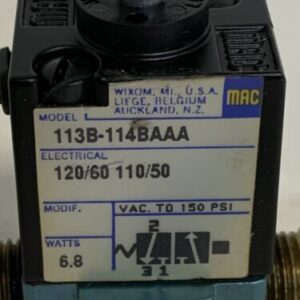 WIXOM, MI., U.S.A.
LIEGE, BELGIUM
AUCKLAND, N.Z.
MAC
MODEL
113B-114BAAA
ELECTRICAL
120/60 110/50
MODIF.
VAC. TO 150 PSI
WATTS
6.8
2
3 1